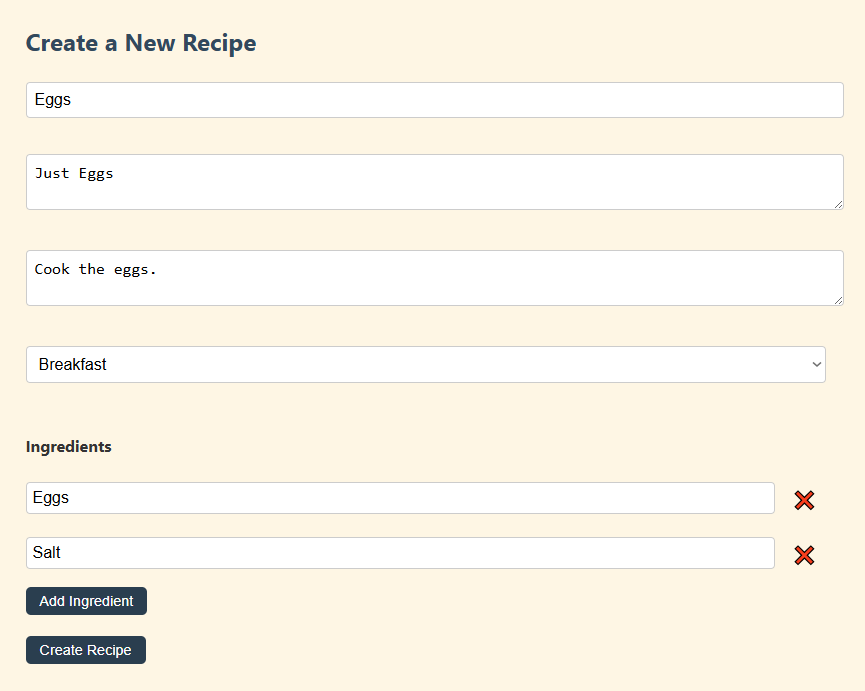 Create a New Recipe
Eggs
Just Eggs
Cook the eggs.
Breakfast
Ingredients
Eggs
Salt
Add Ingredient
Create Recipe